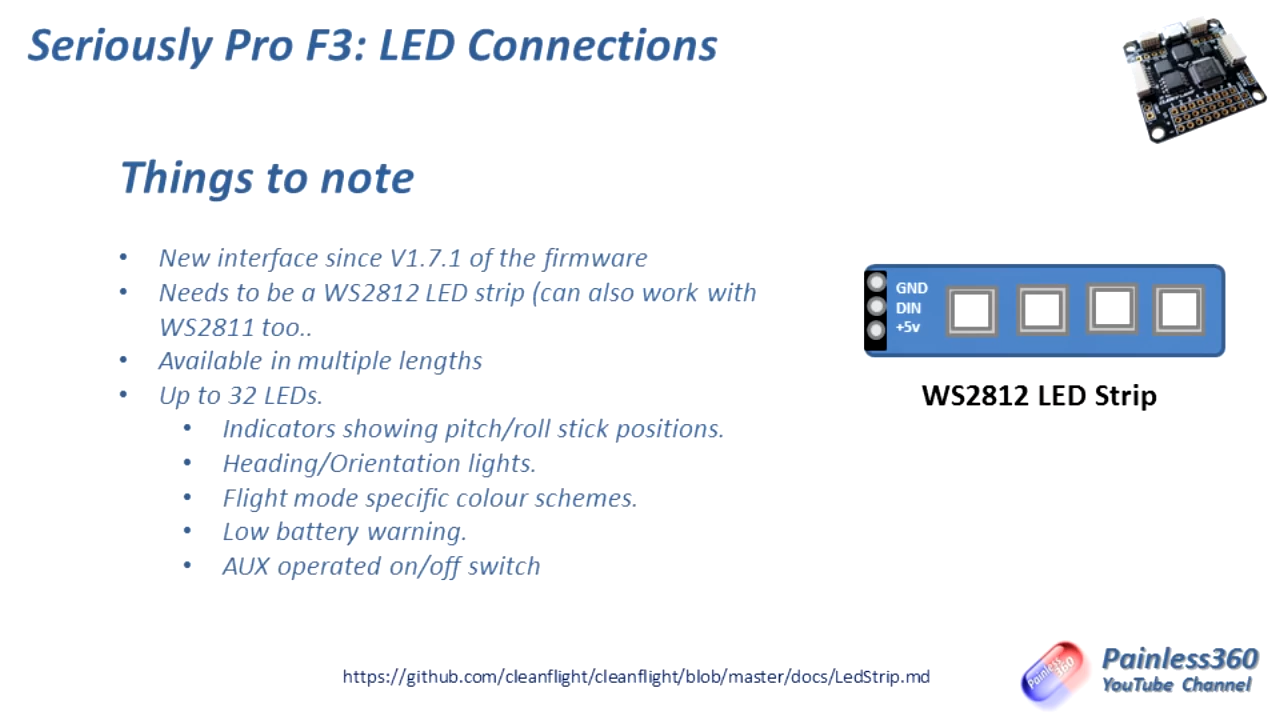 Seriously Pro F3: LED Connections
Things to note
• New interface since V1.7.1 of the firmware
• Needs to be a WS2812 LED strip (can also work with
WS2811 too..
• Available in multiple lengths
• Up to 32 LEDs.
• Indicators showing pitch/roll stick positions.
• Heading/Orientation lights.
• Flight mode specific colour schemes.
• Low battery warning.
• AUX operated on/off switch
GND
DIN
+5v
WS2812 LED Strip
https://github.com/cleanflight/cleanflight/blob/master/docs/LedStrip.md
Painless
360
Painless360
YouTube Channel